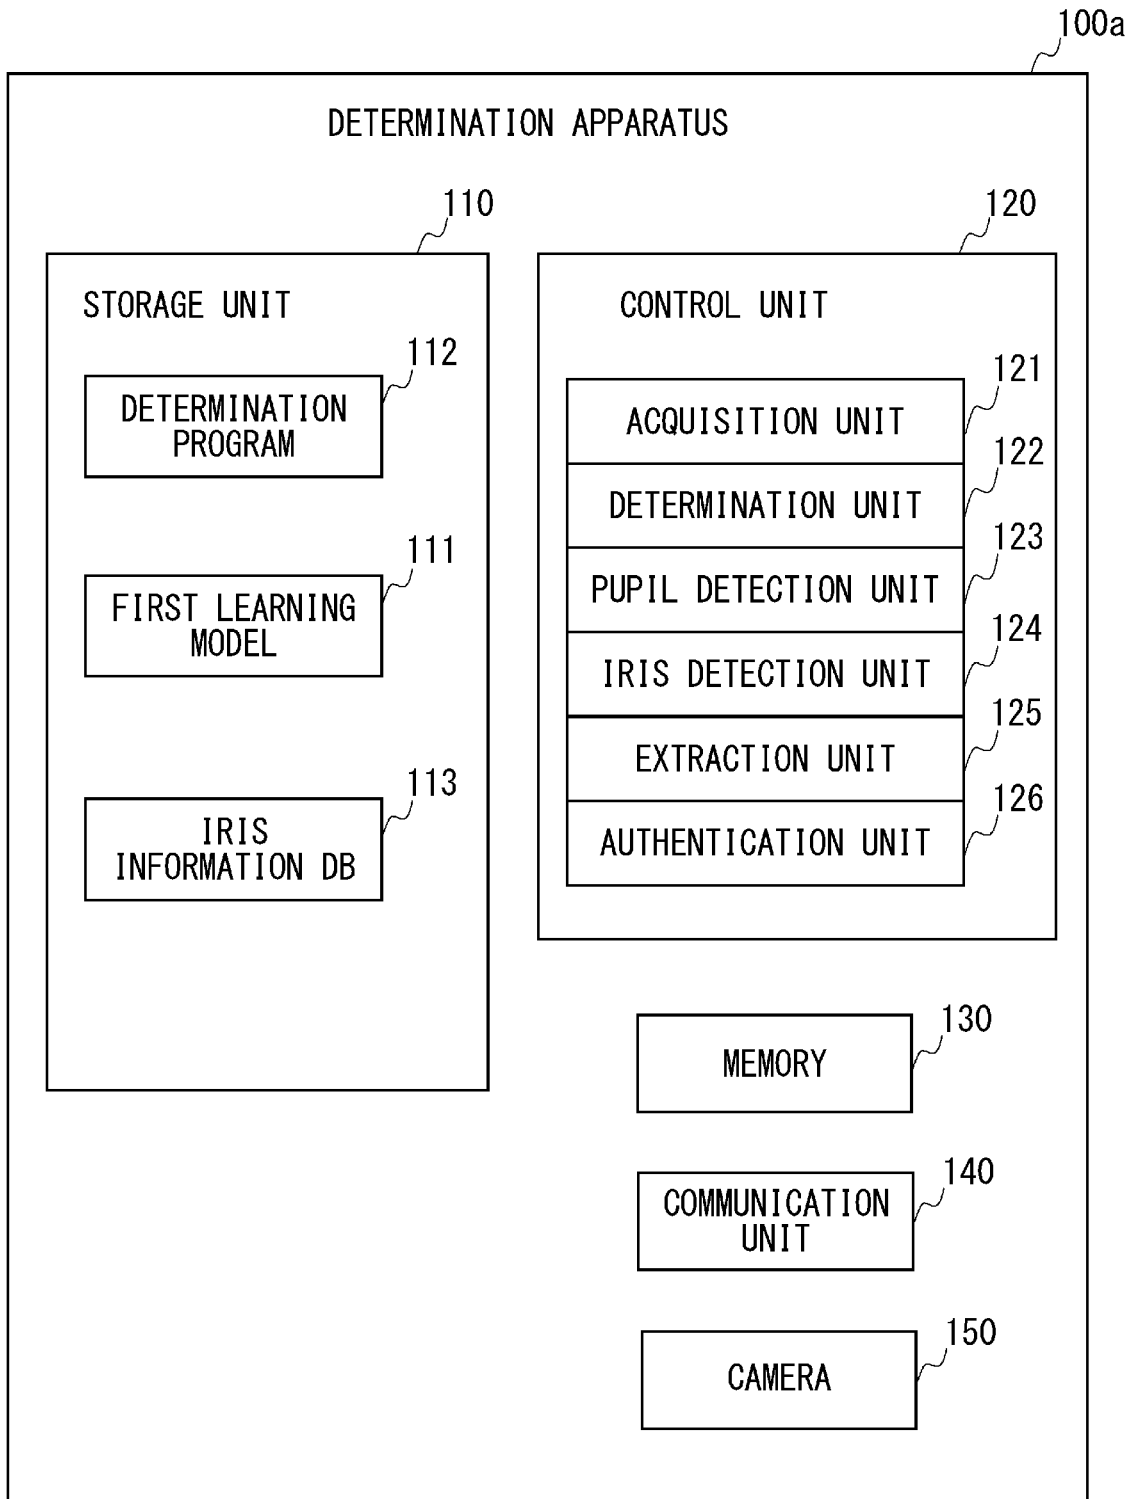 100a
DETERMINATION APPARATUS
110
STORAGE UNIT
112
DETERMINATION
PROGRAM
111
FIRST LEARNING
MODEL
113
IRIS
INFORMATION DB
120
CONTROL UNIT
121
ACQUISITION UNIT
122
DETERMINATION UNIT
123
PUPIL DETECTION UNIT
124
IRIS DETECTION UNIT
125
EXTRACTION UNIT
126
AUTHENTICATION UNIT
130
MEMORY
140
COMMUNICATION
UNIT
150
CAMERA